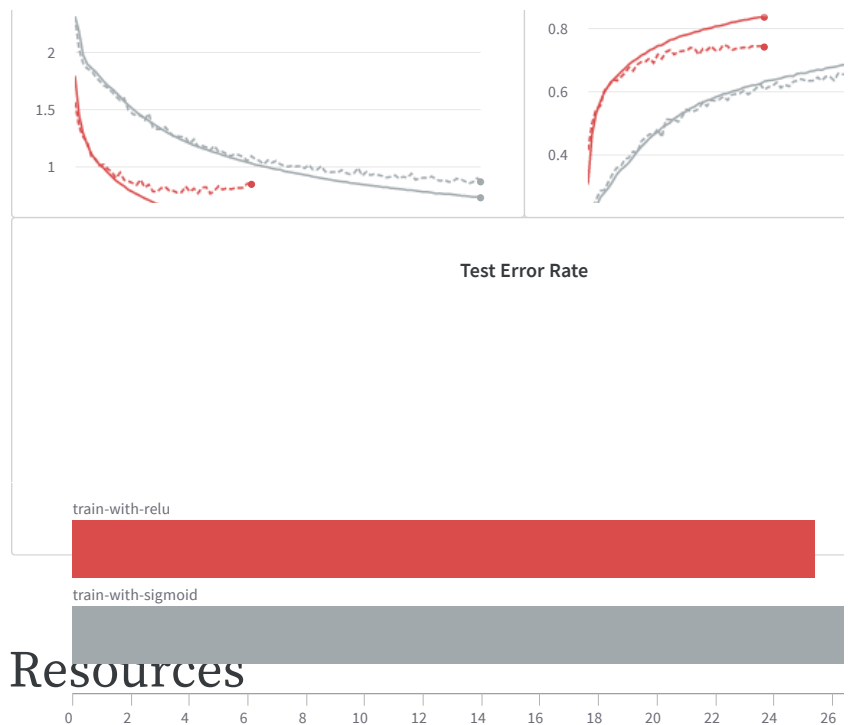 2
1.5
1
0.8
0.6
0.4
Test Error Rate
train-with-relu
train-with-sigmoid
Resources
0 2 4 6 8 10 12 14 16 18 20 22 24 26